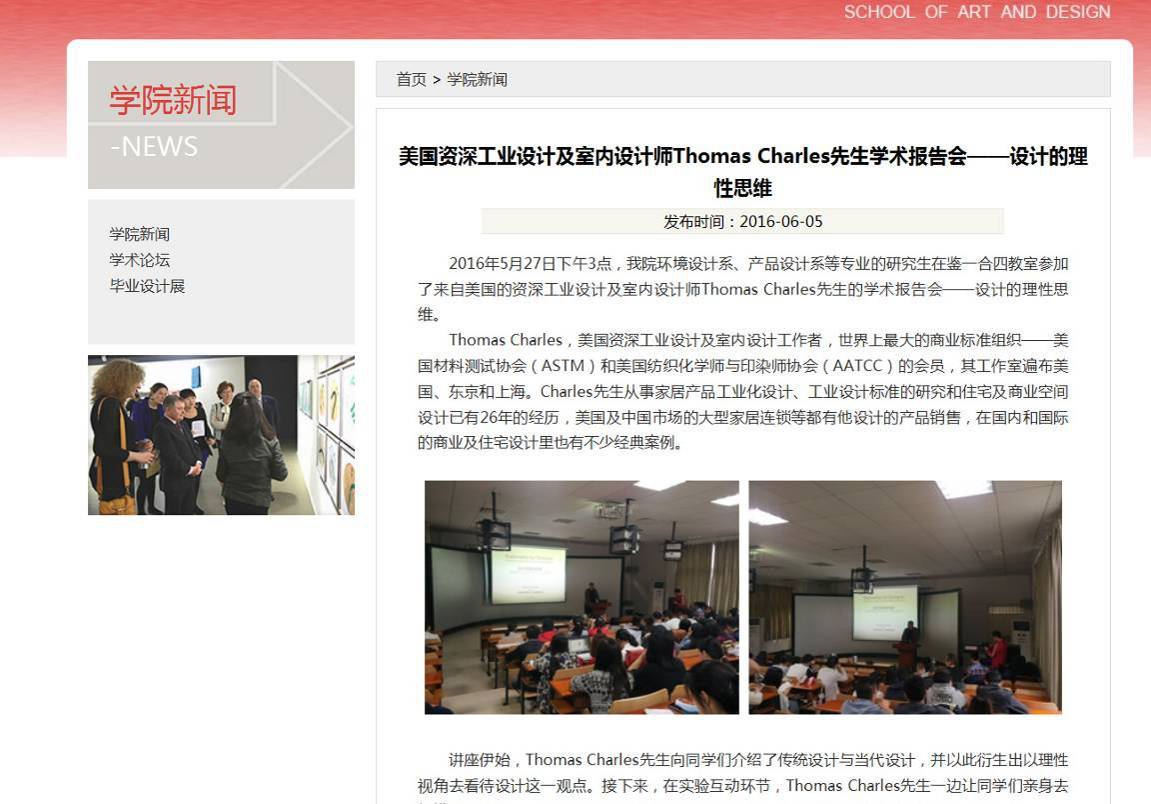 SCHOOL OF ART AND DESIGN
学院新闻
-NEWS
学院新闻
学术论坛
毕业设计展
首页 > 学院新闻
美国资深工业设计及室内设计师Thomas Charles先生学术报告会——设计的理
性思维
发布时间：2016-06-05
2016年5月27日下午3点，我院环境设计系、产品设计系等专业的研究生在鉴一合四教室参加
了来自美国的资深工业设计及室内设计师Thomas Charles先生的学术报告会——设计的理性思
维。
Thomas Charles，美国资深工业设计及室内设计工作者，世界上最大的商业标准组织——美
国材料测试协会（ASTM）和美国纺织化学师与印染师协会（AATCC）的会员，其工作室遍布美
国、东京和上海。Charles先生从事家居产品工业化设计、工业设计标准的研究和住宅及商业空间
设计已有26年的经历，美国及中国市场的大型家居连锁等都有他设计的产品销售，在国内和国际
的商业及住宅设计里也有不少经典案例。
讲座伊始，Thomas Charles先生向同学们介绍了传统设计与当代设计，并以此衍生出以理性
视角去看待设计这一观点。接下来，在实验互动环节，Thomas Charles先生一边让同学们亲身去